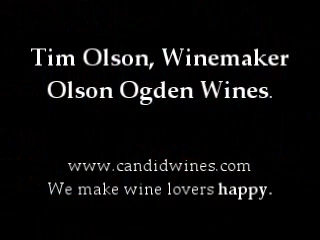 Tim Olson, Winemaker
Olson Ogden Wines.
www.candidwines.com
We make wine lovers happy.